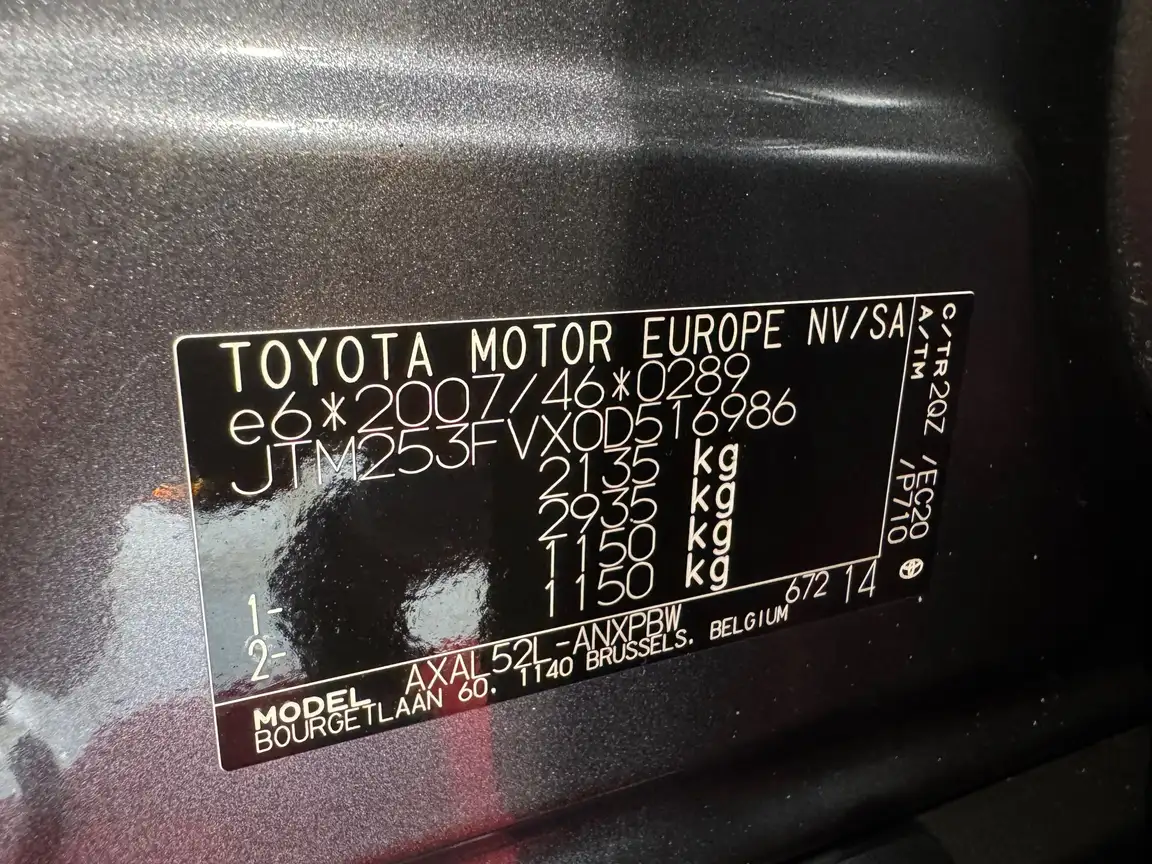 TOYOTA MOTOR EUROPE NV/SA
e6*2007/46*0289
JTM253FVX0D516986
2135 kg
2935 kg
1- 1150 kg
2- 1150 kg
MODEL AXAL52L-ANXPBW
BOURGETLAAN 60, 1140 BRUSSELS, BELGIUM
672 14
C/TR 2QZ /EC20
A/TM /P710